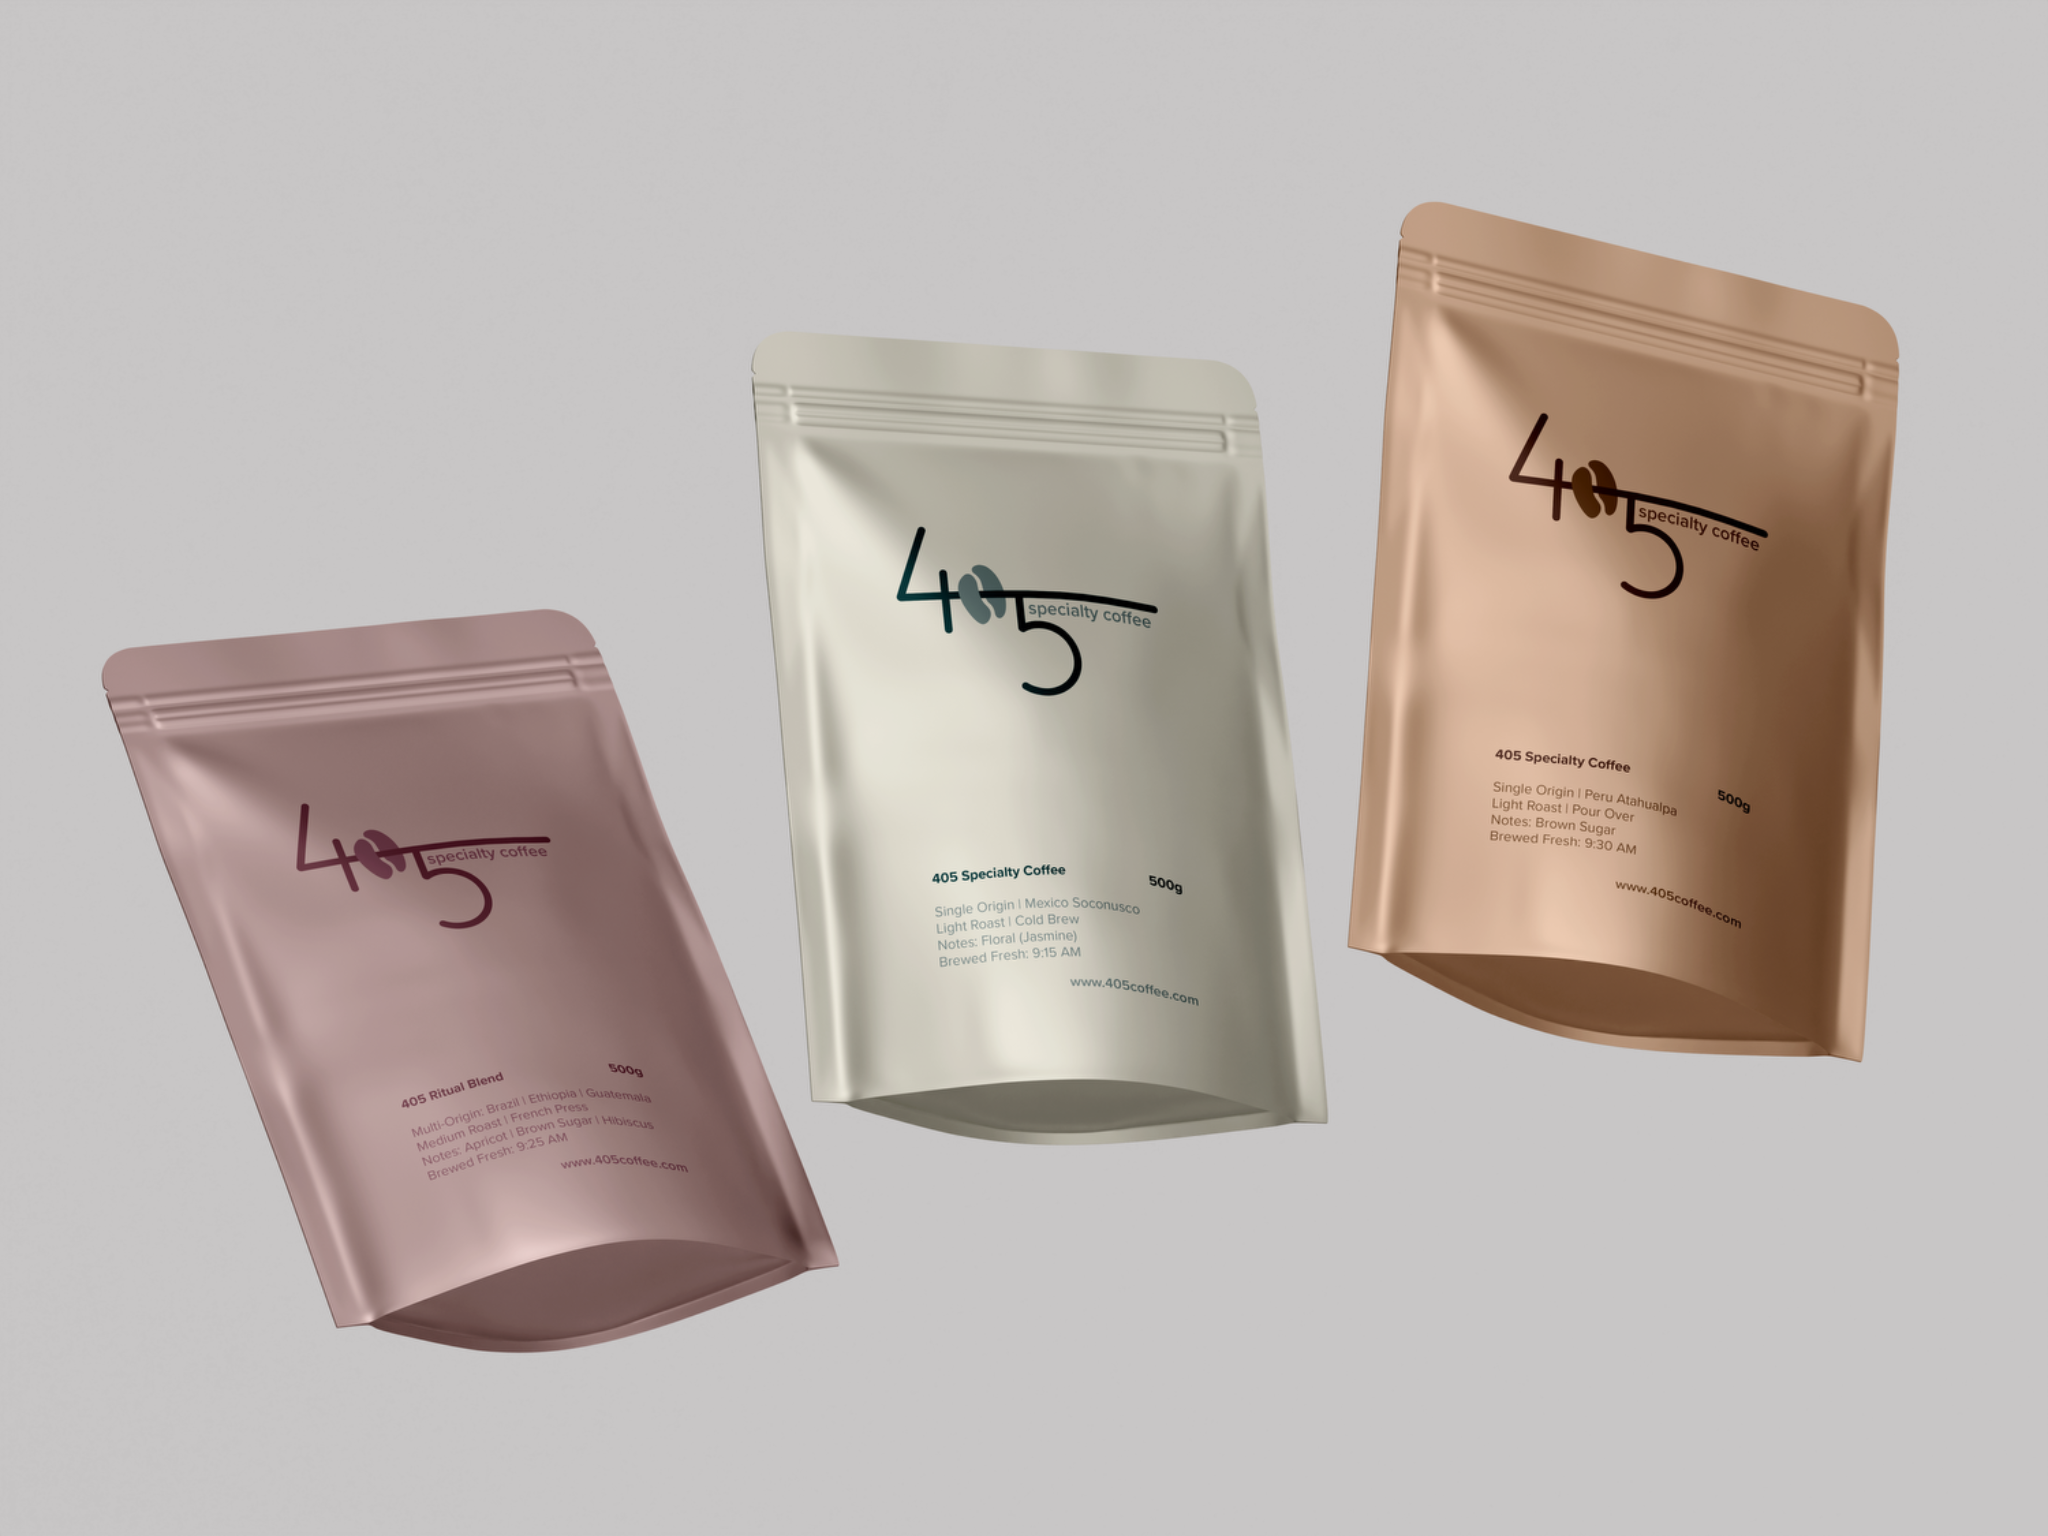 405
specialty coffee
405 Ritual Blend
500g
Multi-Origin: Brazil | Ethiopia | Guatemala
Medium Roast | French Press
Notes: Apricot | Brown Sugar | Hibiscus
Brewed Fresh: 9:25 AM
www.405coffee.com
405
specialty coffee
405 Specialty Coffee
500g
Single Origin | Mexico Soconusco
Light Roast | Cold Brew
Notes: Floral (Jasmine)
Brewed Fresh: 9:15 AM
www.405coffee.com
405
specialty coffee
405 Specialty Coffee
500g
Single Origin | Peru Atahualpa
Light Roast | Pour Over
Notes: Brown Sugar
Brewed Fresh: 9:30 AM
www.405coffee.com